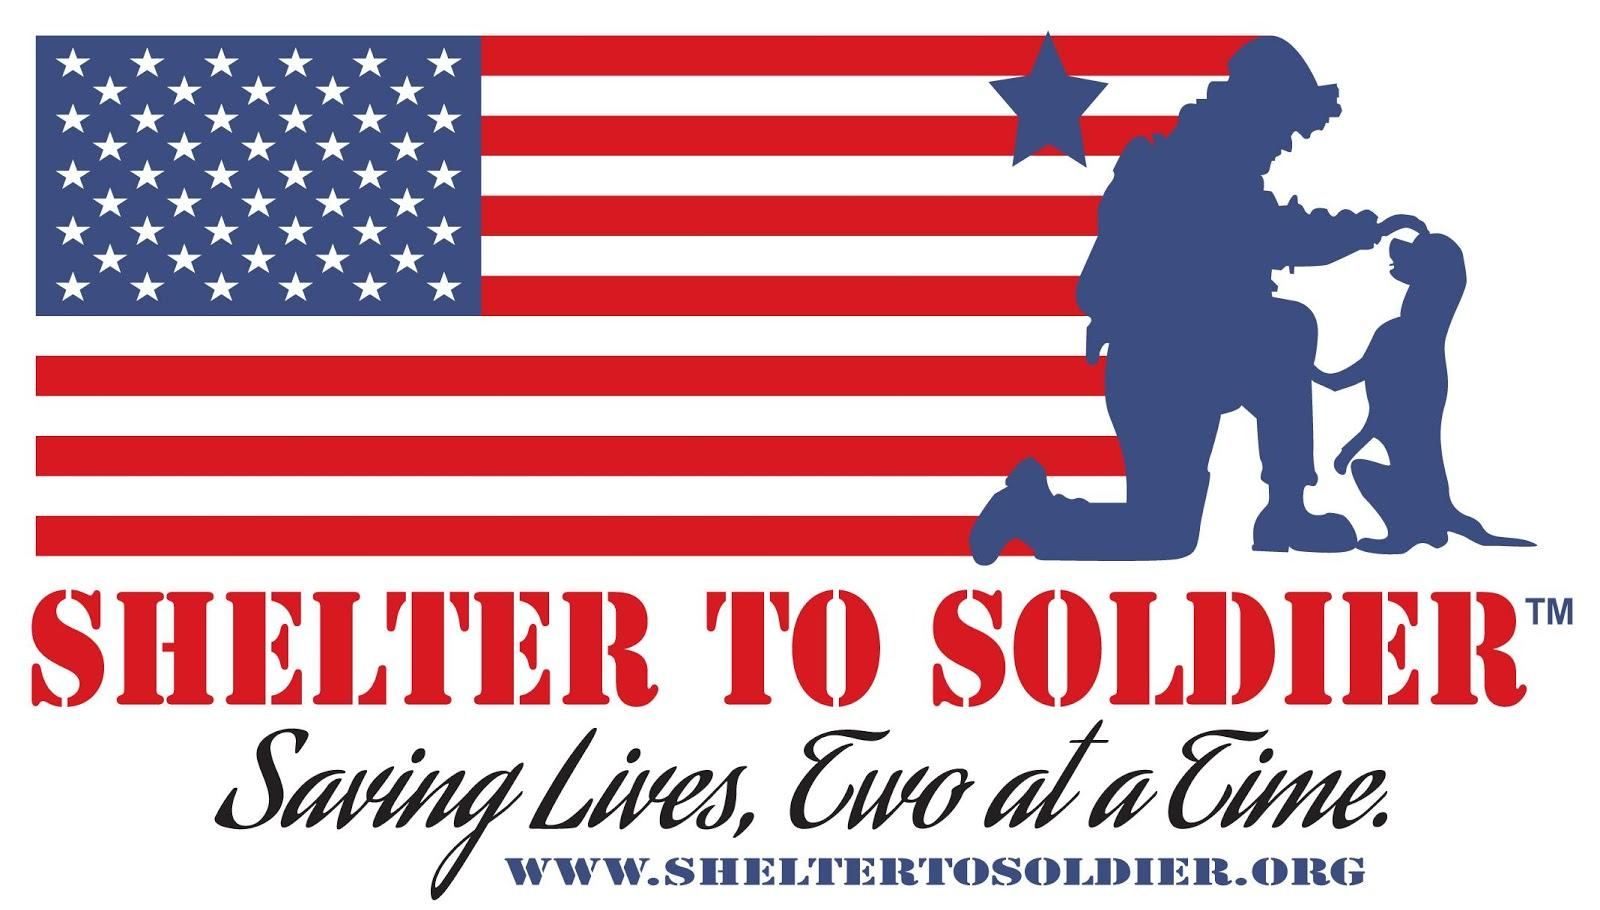 SHELTER TO SOLDIER™
Saving Lives, Two at a Time.
WWW.SHELTERTOSOLDIER.ORG